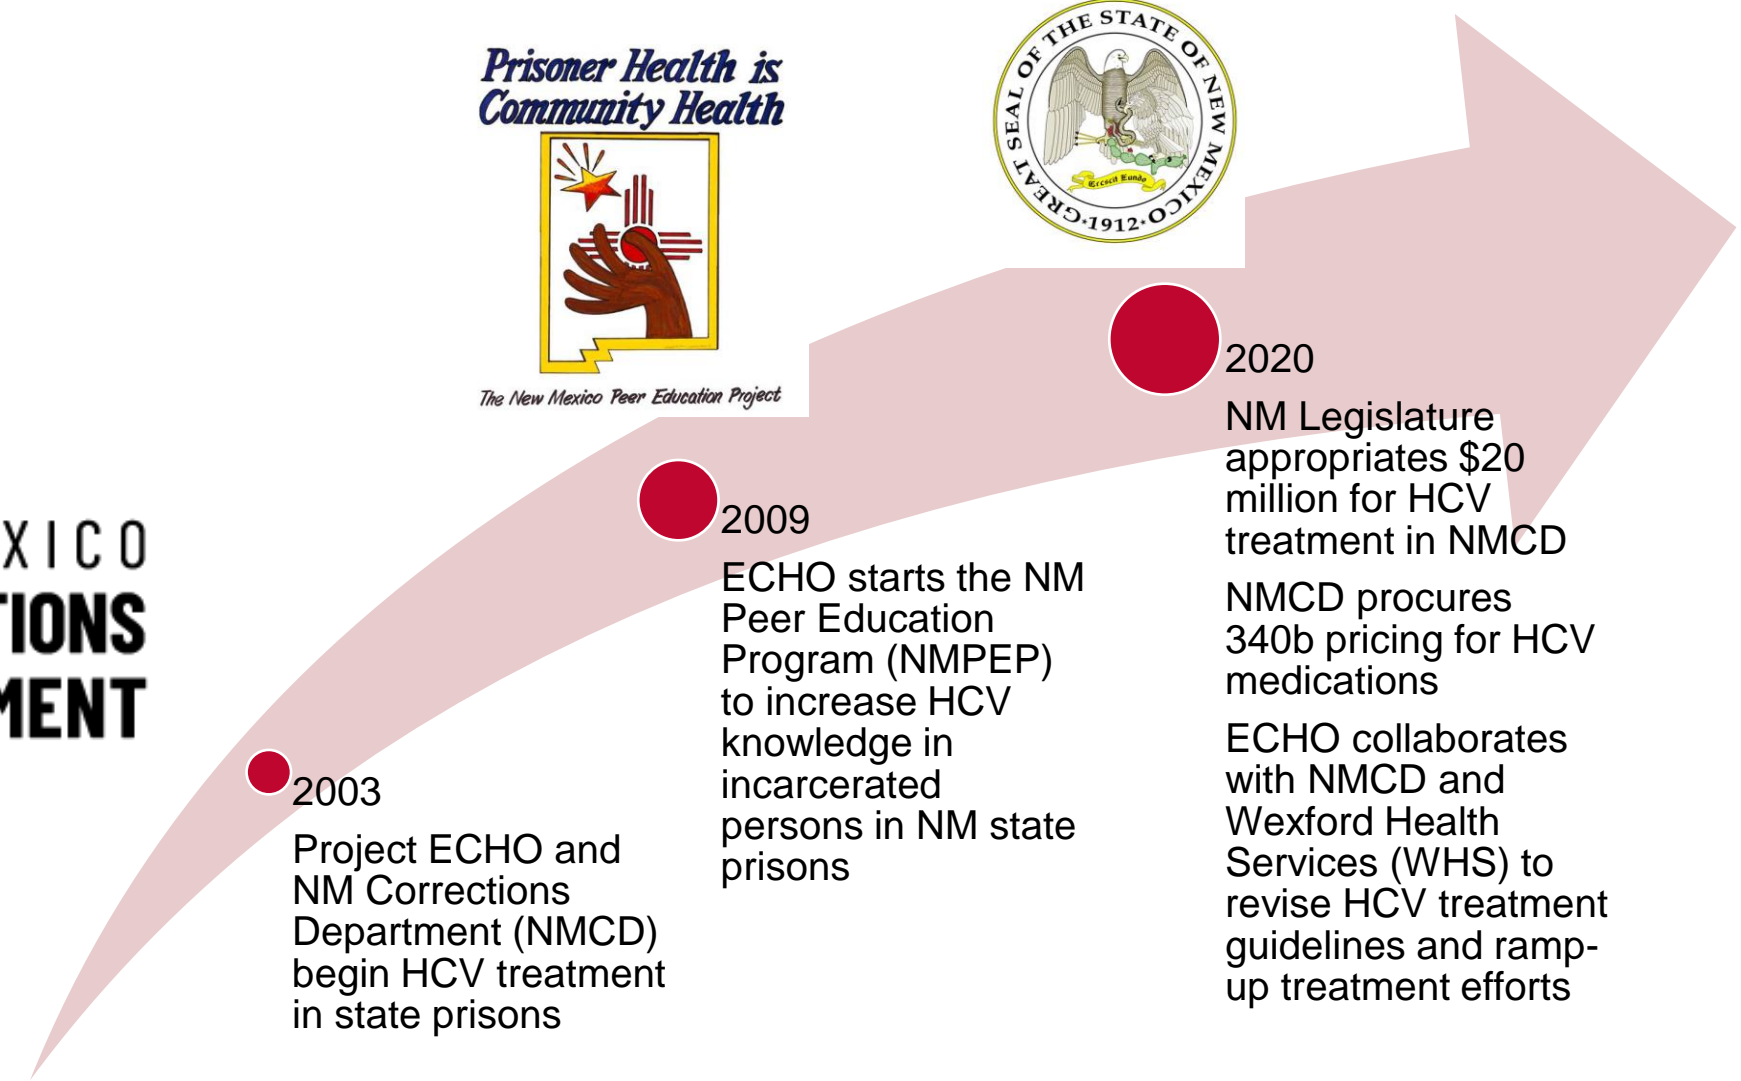 Prisoner Health is
Community Health
The New Mexico Peer Education Project
GREAT SEAL OF THE STATE OF NEW MEXICO
·1912·
Crescit Eundo
XICO
TIONS
MENT
2003
Project ECHO and
NM Corrections
Department (NMCD)
begin HCV treatment
in state prisons
2009
ECHO starts the NM
Peer Education
Program (NMPEP)
to increase HCV
knowledge in
incarcerated
persons in NM state
prisons
2020
NM Legislature
appropriates $20
million for HCV
treatment in NMCD
NMCD procures
340b pricing for HCV
medications
ECHO collaborates
with NMCD and
Wexford Health
Services (WHS) to
revise HCV treatment
guidelines and ramp-
up treatment efforts